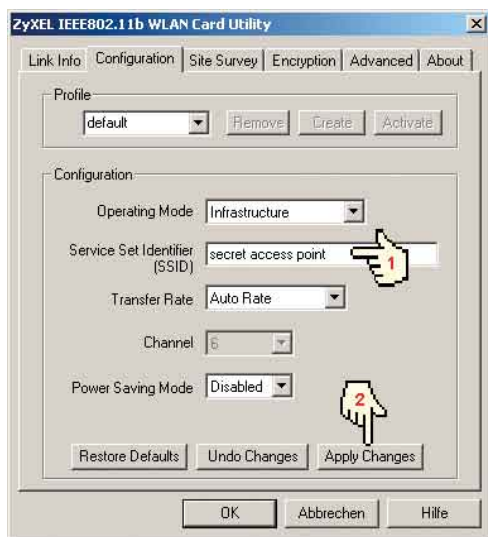 ZyXEL IEEE802.11b WLAN Card Utility
Link Info Configuration Site Survey Encryption Advanced About
Profile
default Remove Create Activate
Configuration
Operating Mode Infrastructure
Service Set Identifier
(SSID) secret access point
1
Transfer Rate Auto Rate
Channel 6
Power Saving Mode Disabled
2
Restore Defaults Undo Changes Apply Changes
OK Abbrechen Hilfe